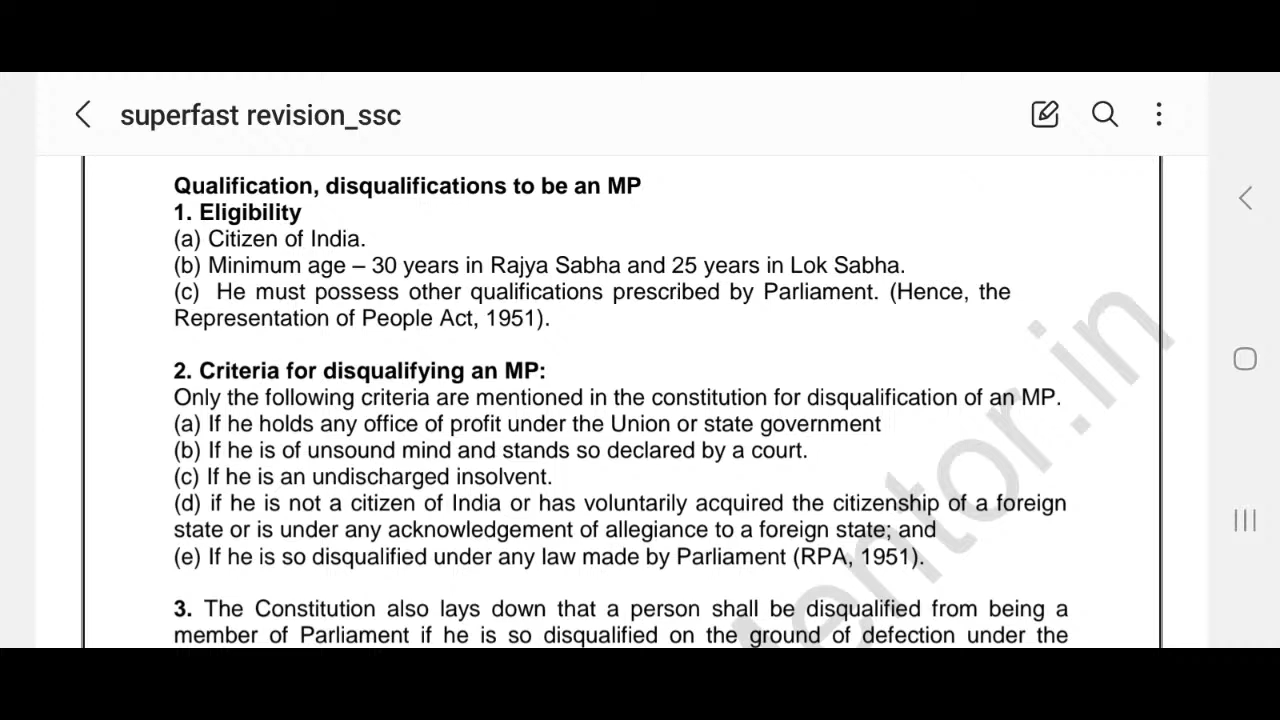 superfast revision_ssc
Qualification, disqualifications to be an MP
1. Eligibility
(a) Citizen of India.
(b) Minimum age – 30 years in Rajya Sabha and 25 years in Lok Sabha.
(c) He must possess other qualifications prescribed by Parliament. (Hence, the
Representation of People Act, 1951).
2. Criteria for disqualifying an MP:
Only the following criteria are mentioned in the constitution for disqualification of an MP.
(a) If he holds any office of profit under the Union or state government
(b) If he is of unsound mind and stands so declared by a court.
(c) If he is an undischarged insolvent.
(d) if he is not a citizen of India or has voluntarily acquired the citizenship of a foreign
state or is under any acknowledgement of allegiance to a foreign state; and
(e) If he is so disqualified under any law made by Parliament (RPA, 1951).
3. The Constitution also lays down that a person shall be disqualified from being a
member of Parliament if he is so disqualified on the ground of defection under the
entor.in